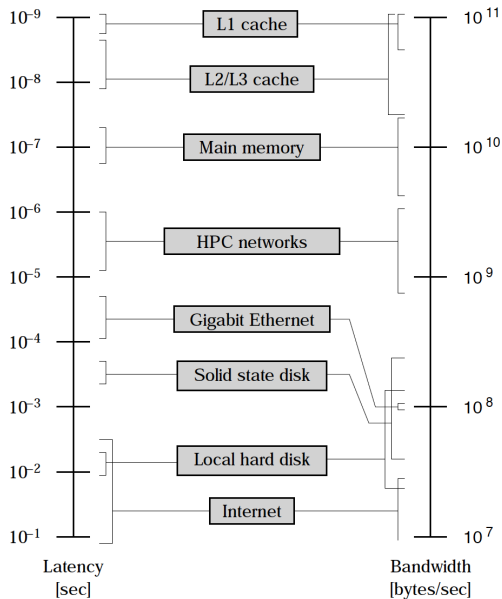 10⁻⁹ L1 cache 10¹¹
10⁻⁸ L2/L3 cache
10⁻⁷ Main memory 10¹⁰
10⁻⁶
HPC networks
10⁻⁵ 10⁹
Gigabit Ethernet
10⁻⁴
Solid state disk
10⁻³ 10⁸
Local hard disk
10⁻²
Internet
10⁻¹ 10⁷
Latency Bandwidth
[sec] [bytes/sec]